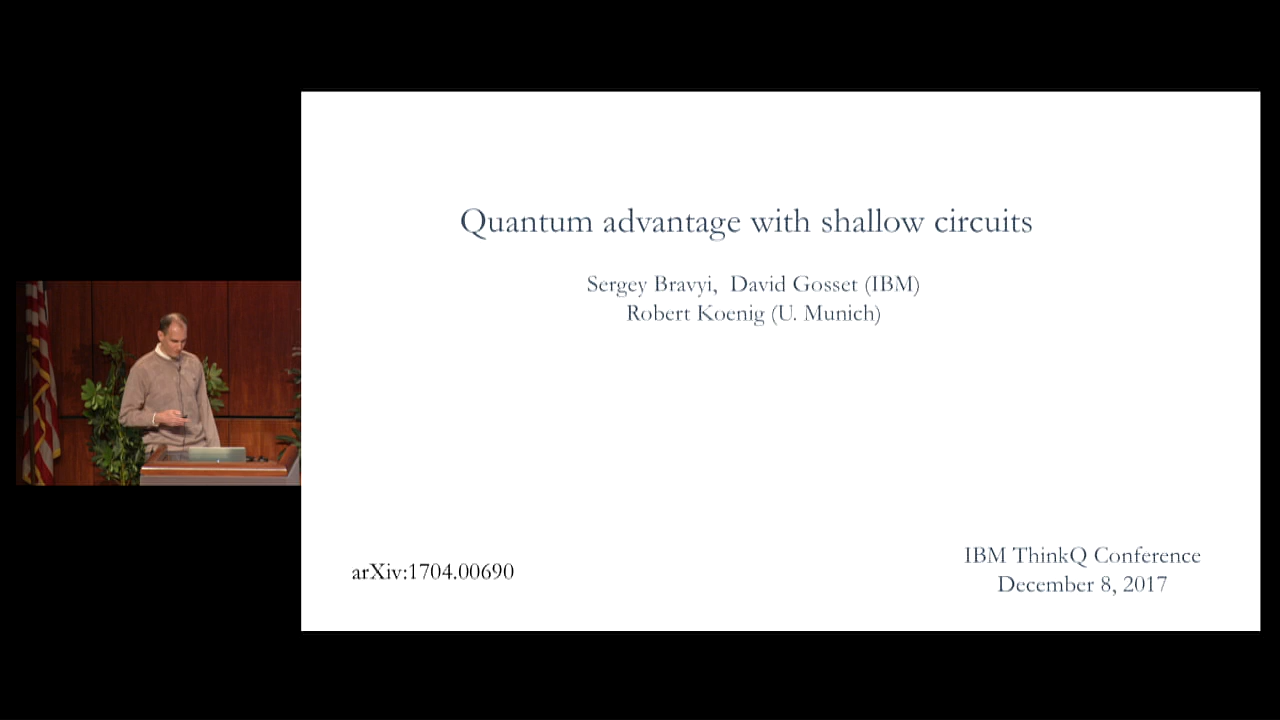 Quantum advantage with shallow circuits
Sergey Bravyi, David Gosset (IBM)
Robert Koenig (U. Munich)
arXiv:1704.00690
IBM ThinkQ Conference
December 8, 2017